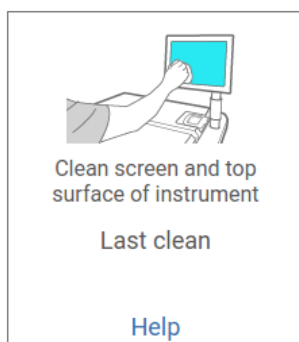 Clean screen and top
surface of instrument
Last clean
Help